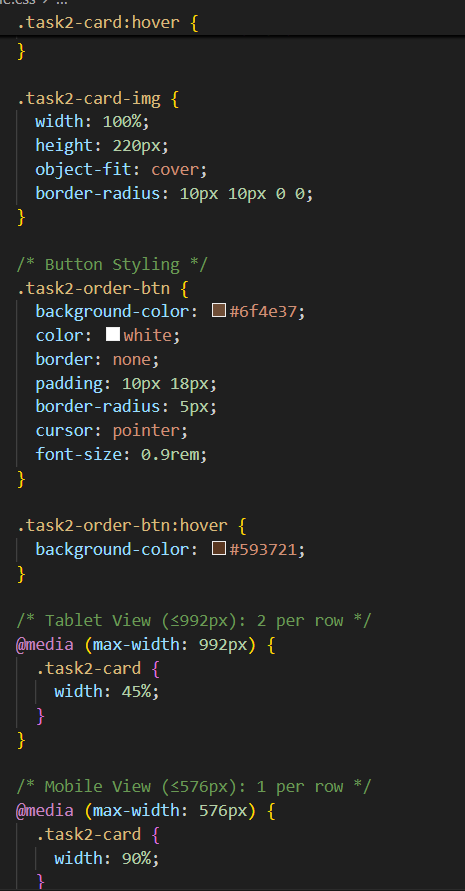 .task2-card:hover {
}
.task2-card-img {
  width: 100%;
  height: 220px;
  object-fit: cover;
  border-radius: 10px 10px 0 0;
}
/* Button Styling */
.task2-order-btn {
  background-color: #6f4e37;
  color: white;
  border: none;
  padding: 10px 18px;
  border-radius: 5px;
  cursor: pointer;
  font-size: 0.9rem;
}
.task2-order-btn:hover {
  background-color: #593721;
}
/* Tablet View (≤992px): 2 per row */
@media (max-width: 992px) {
  .task2-card {
    width: 45%;
  }
}
/* Mobile View (≤576px): 1 per row */
@media (max-width: 576px) {
  .task2-card {
    width: 90%;
  }